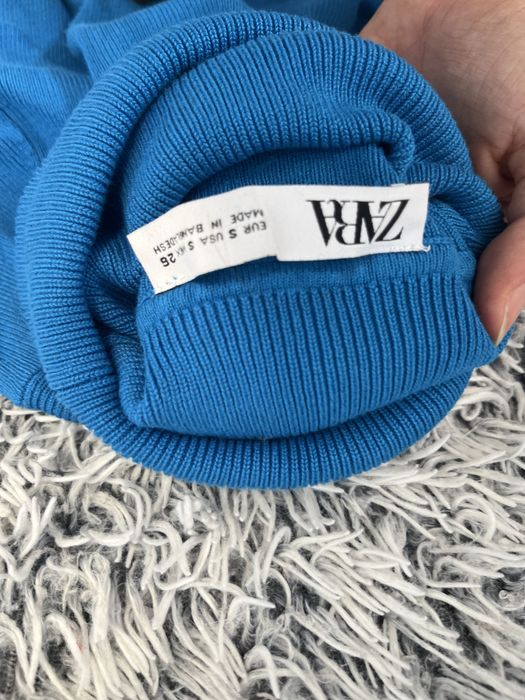 ZARA
EUR S USA S MEX 26
MADE IN BANGLADESH